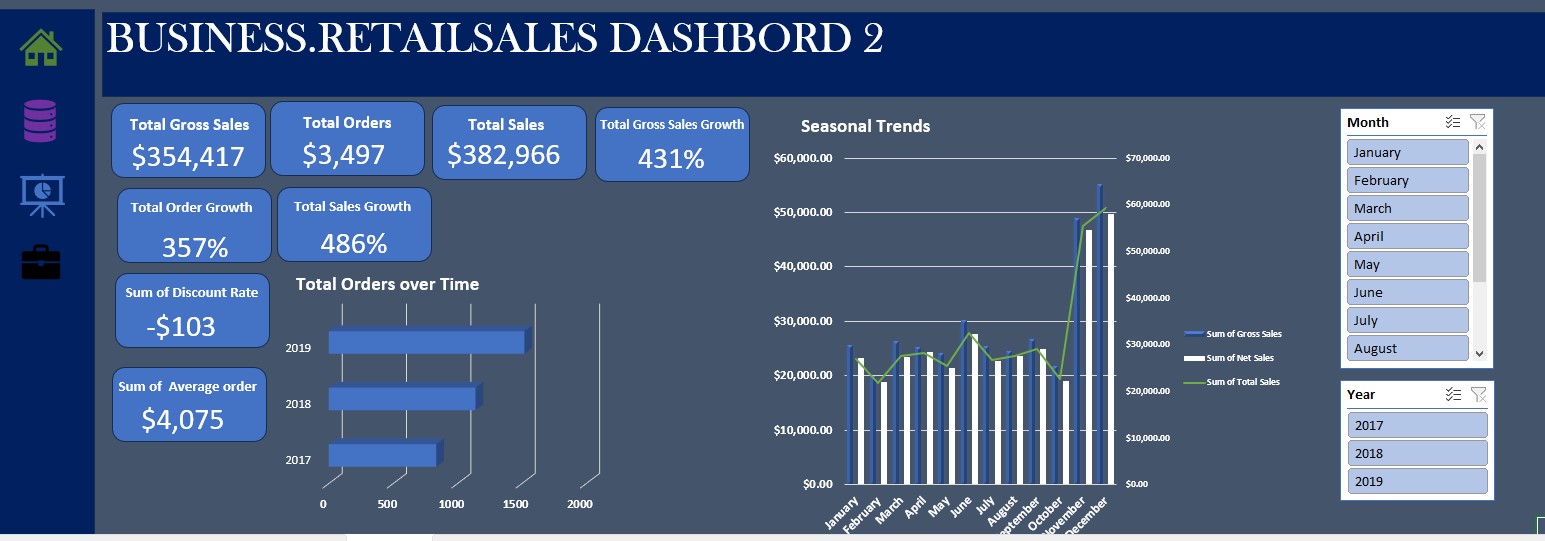 BUSINESS.RETAILSALES DASHBORD 2
Total Gross Sales
$354,417
Total Orders
$3,497
Total Sales
$382,966
Total Gross Sales Growth
431%
Total Order Growth
357%
Total Sales Growth
486%
Sum of Discount Rate
-$103
Sum of Average order
$4,075
Total Orders over Time
2019
2018
2017
0
500
1000
1500
2000
Seasonal Trends
$60,000.00
$50,000.00
$40,000.00
$30,000.00
$20,000.00
$10,000.00
$0.00
$70,000.00
$60,000.00
$50,000.00
$40,000.00
$30,000.00
$20,000.00
$10,000.00
$0.00
January
February
March
April
May
June
July
August
eptember
October
November
December
Sum of Gross Sales
Sum of Net Sales
Sum of Total Sales
Month
January
February
March
April
May
June
July
August
Year
2017
2018
2019